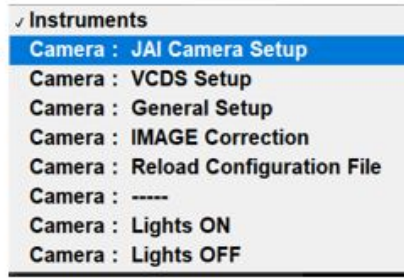 ✓ Instruments
Camera : JAI Camera Setup
Camera : VCDS Setup
Camera : General Setup
Camera : IMAGE Correction
Camera : Reload Configuration File
Camera : -----
Camera : Lights ON
Camera : Lights OFF